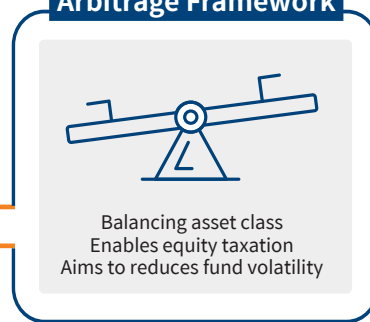 Arbitrage Framework
Balancing asset class
Enables equity taxation
Aims to reduces fund volatility